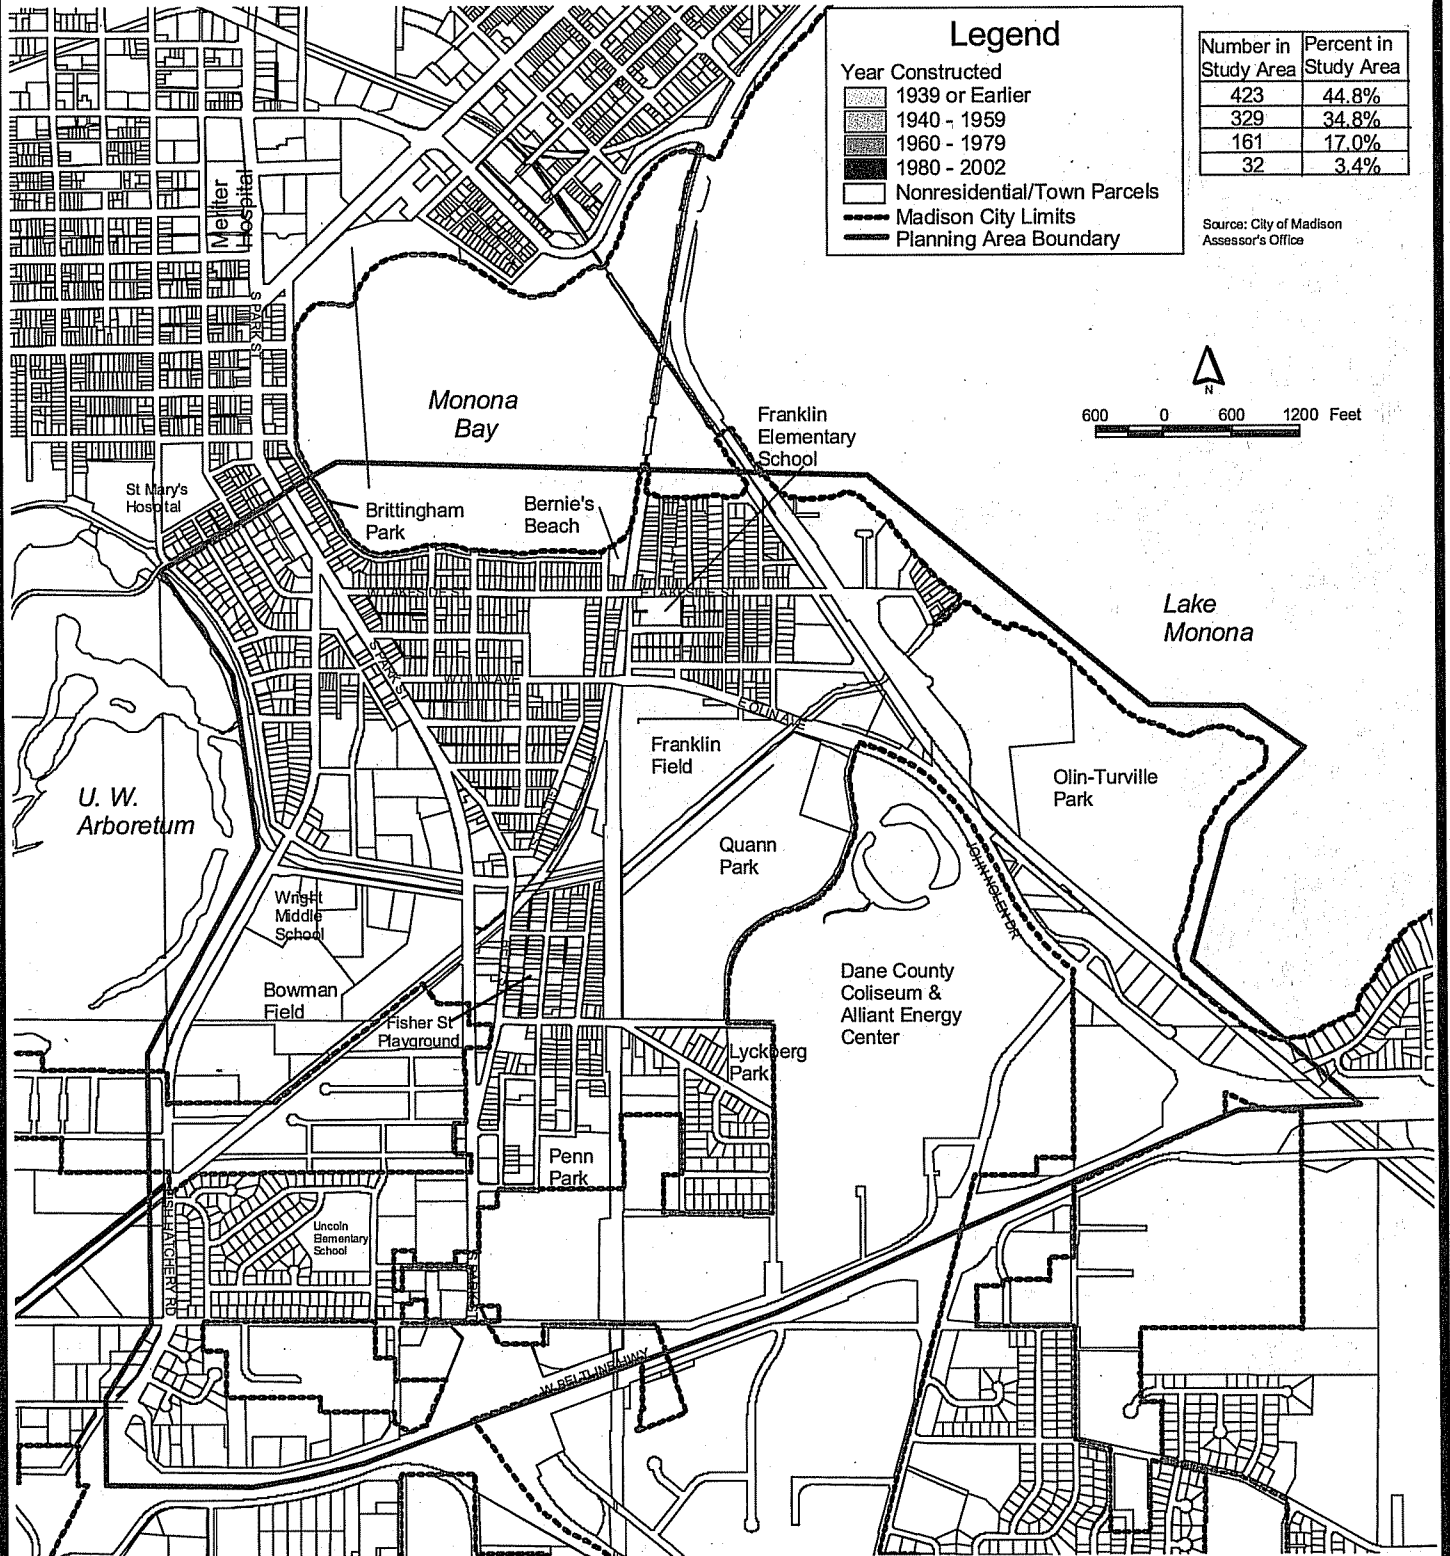 Legend
Year Constructed
1939 or Earlier
1940 - 1959
1960 - 1979
1980 - 2002
Nonresidential/Town Parcels
Madison City Limits
Planning Area Boundary
Number in Study Area
Percent in Study Area
423 44.8%
329 34.8%
161 17.0%
32 3.4%
Source: City of Madison
Assessor's Office
N
600 0 600 1200 Feet
Meriter
Hospital
S PARK ST
Monona
Bay
Franklin
Elementary
School
St Mary's
Hospital
Brittingham
Park
Bernie's
Beach
W LAKESIDE ST
E LAKESIDE ST
Lake
Monona
S PARK ST
W OLIN AVE
E OLIN AVE
Franklin
Field
Olin-Turville
Park
U. W.
Arboretum
Quann
Park
JOHN NOLEN DR
Wright
Middle
School
Dane County
Coliseum &
Alliant Energy
Center
Bowman
Field
Fisher St
Playground
Lyckberg
Park
Penn
Park
Lincoln
Elementary
School
FISH HATCHERY RD
W BELTLINE HWY